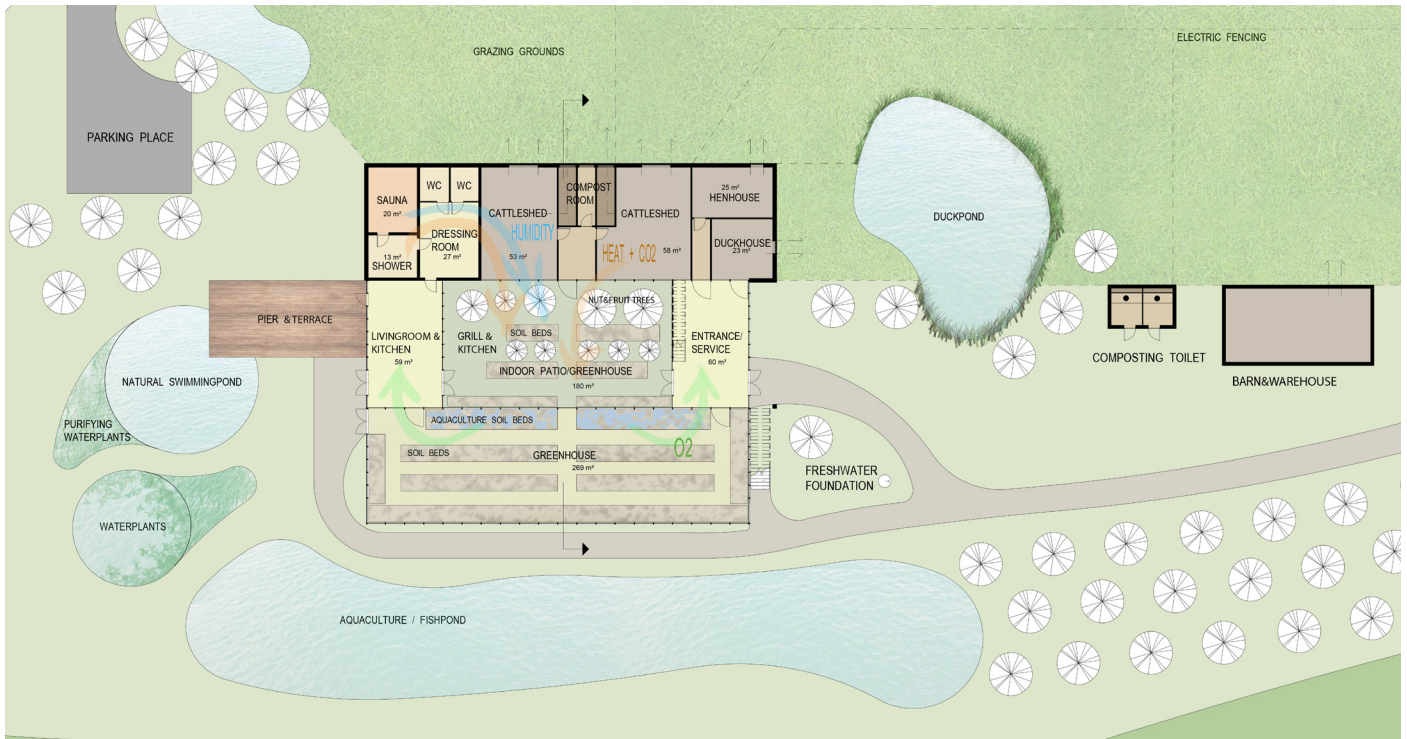 GRAZING GROUNDS
ELECTRIC FENCING
PARKING PLACE
SAUNA
20 m²
WC
WC
CATTLESHED
HUMIDITY
53 m²
COMPOST
ROOM
CATTLESHED
HEAT + CO2
58 m²
25 m²
HENHOUSE
DUCKHOUSE
23 m²
DUCKPOND
DRESSING
ROOM
27 m²
13 m²
SHOWER
PIER & TERRACE
LIVINGROOM &
KITCHEN
59 m²
GRILL &
KITCHEN
NUT&FRUIT TREES
SOIL BEDS
INDOOR PATIO/GREENHOUSE
180 m²
ENTRANCE/
SERVICE
60 m²
COMPOSTING TOILET
BARN&WAREHOUSE
NATURAL SWIMMINGPOND
PURIFYING
WATERPLANTS
AQUACULTURE SOIL BEDS
O2
SOIL BEDS
GREENHOUSE
269 m²
FRESHWATER
FOUNDATION
WATERPLANTS
AQUACULTURE / FISHPOND